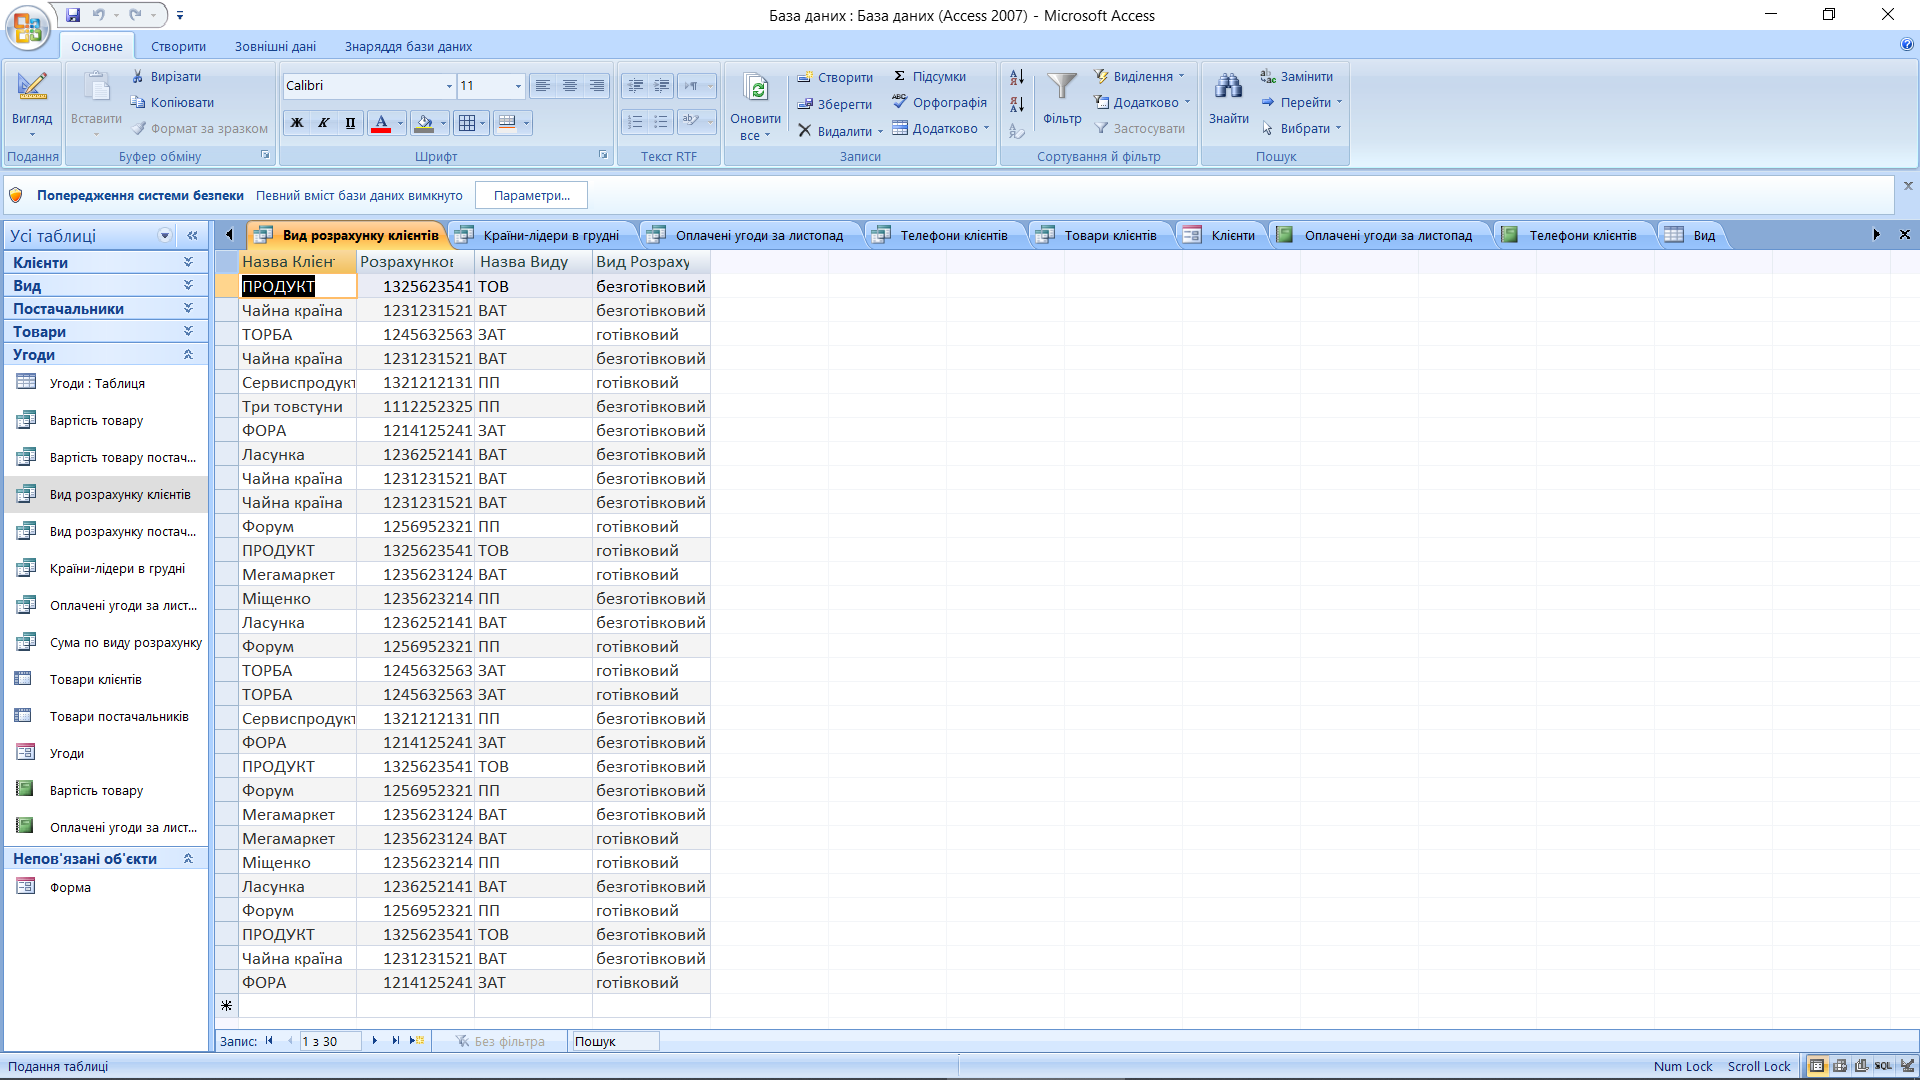 База даних : База даних (Access 2007) - Microsoft Access
Основне Створити Зовнішні дані Знаряддя бази даних
Вигляд
Подання
Вставити
Вирізати
Копіювати
Формат за зразком
Буфер обміну
Calibri 11
Ж К П А
Шрифт
Текст RTF
Оновити все
Створити
Зберегти
Видалити
Підсумки
Орфографія
Додатково
Записи
Фільтр
Виділення
Додатково
Застосувати
Сортування й фільтр
Знайти
Замінити
Перейти
Вибрати
Пошук
Попередження системи безпеки Певний вміст бази даних вимкнуто Параметри...
Усі таблиці
Клієнти
Вид
Постачальники
Товари
Угоди
Угоди : Таблиця
Вартість товару
Вартість товару постач...
Вид розрахунку клієнтів
Вид розрахунку постач...
Країни-лідери в грудні
Оплачені угоди за лист...
Сума по виду розрахунку
Товари клієнтів
Товари постачальників
Угоди
Вартість товару
Оплачені угоди за лист...
Непов'язані об'єкти
Форма
Вид розрахунку клієнтів Країни-лідери в грудні Оплачені угоди за листопад Телефони клієнтів Товари клієнтів Клієнти Оплачені угоди за листопад Телефони клієнтів Вид
Назва Клієн Розрахунков Назва Виду Вид Розраху
ПРОДУКТ 1325623541 ТОВ безготівковий
Чайна країна 1231231521 ВАТ безготівковий
ТОРБА 1245632563 ЗАТ готівковий
Чайна країна 1231231521 ВАТ безготівковий
Сервиспродукт 1321212131 ПП готівковий
Три товстуни 1112252325 ПП безготівковий
ФОРА 1214125241 ЗАТ безготівковий
Ласунка 1236252141 ВАТ безготівковий
Чайна країна 1231231521 ВАТ безготівковий
Чайна країна 1231231521 ВАТ безготівковий
Форум 1256952321 ПП готівковий
ПРОДУКТ 1325623541 ТОВ готівковий
Мегамаркет 1235623124 ВАТ готівковий
Міщенко 1235623214 ПП безготівковий
Ласунка 1236252141 ВАТ безготівковий
Форум 1256952321 ПП готівковий
ТОРБА 1245632563 ЗАТ готівковий
ТОРБА 1245632563 ЗАТ готівковий
Сервиспродукт 1321212131 ПП безготівковий
ФОРА 1214125241 ЗАТ безготівковий
ПРОДУКТ 1325623541 ТОВ безготівковий
Форум 1256952321 ПП безготівковий
Мегамаркет 1235623124 ВАТ безготівковий
Мегамаркет 1235623124 ВАТ готівковий
Міщенко 1235623214 ПП готівковий
Ласунка 1236252141 ВАТ безготівковий
Форум 1256952321 ПП готівковий
ПРОДУКТ 1325623541 ТОВ безготівковий
Чайна країна 1231231521 ВАТ безготівковий
ФОРА 1214125241 ЗАТ готівковий
Запис: 1 з 30 Без фільтра Пошук
Подання таблиці Num Lock Scroll Lock SQL